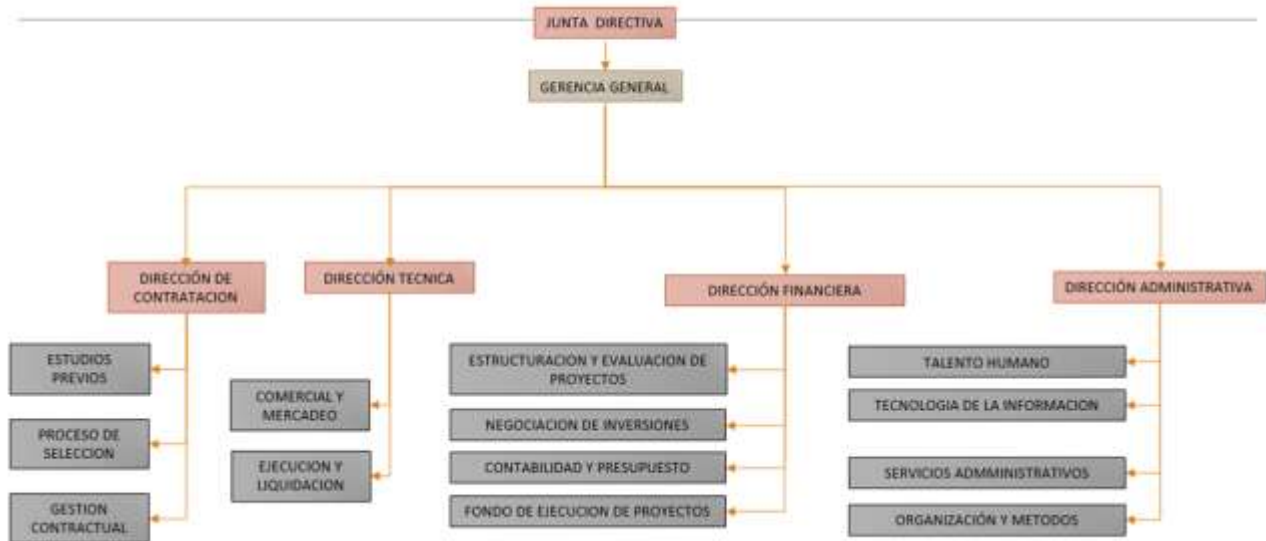 JUNTA DIRECTIVA
GERENCIA GENERAL
DIRECCIÓN DE
CONTRATACION
DIRECCIÓN TECNICA
DIRECCIÓN FINANCIERA
DIRECCIÓN ADMINISTRATIVA
ESTUDIOS
PREVIOS
PROCESO DE
SELECCION
GESTION
CONTRACTUAL
COMERCIAL Y
MERCADEO
EJECUCION Y
LIQUIDACION
ESTRUCTURACION Y EVALUACION DE
PROYECTOS
NEGOCIACION DE INVERSIONES
CONTABILIDAD Y PRESUPUESTO
FONDO DE EJECUCION DE PROYECTOS
TALENTO HUMANO
TECNOLOGIA DE LA INFORMACION
SERVICIOS ADMMINISTRATIVOS
ORGANIZACIÓN Y METODOS